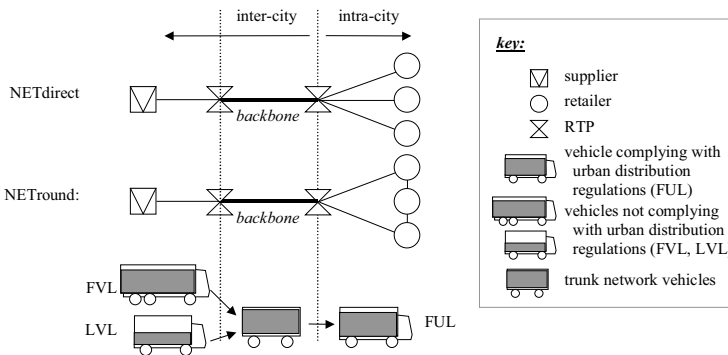 inter-city
intra-city
NETdirect
backbone
NETround:
backbone
FVL
LVL
FUL
key:
supplier
retailer
RTP
vehicle complying with
urban distribution
regulations (FUL)
vehicles not complying
with urban distribution
regulations (FVL, LVL)
trunk network vehicles